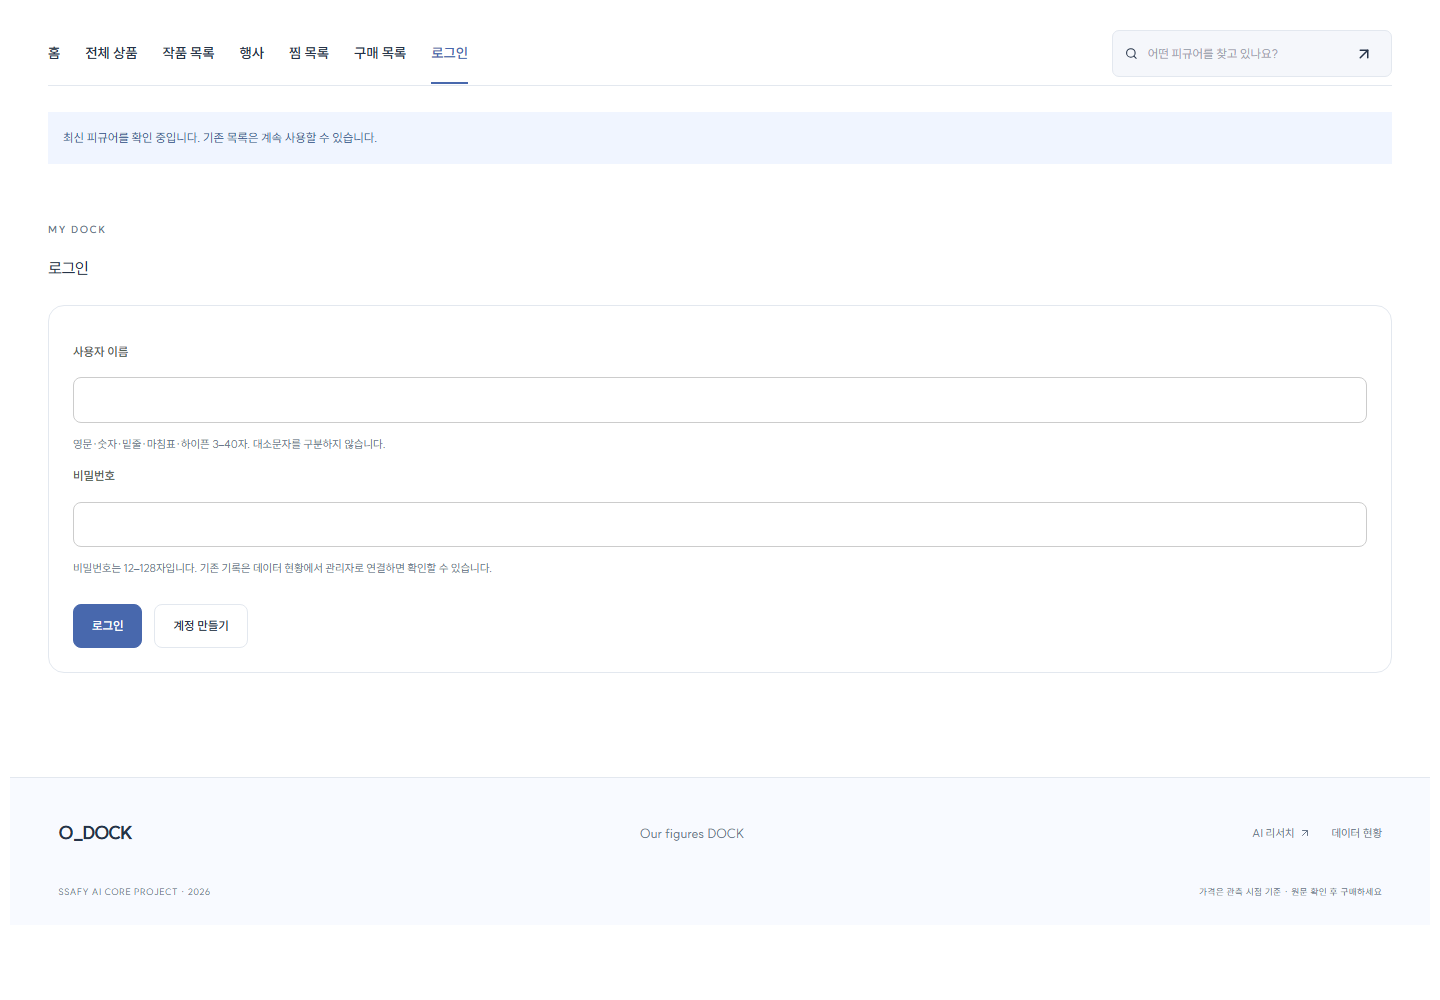 홈 전체 상품 작품 목록 행사 찜 목록 구매 목록 로그인 어떤 피규어를 찾고 있나요?
최신 피규어를 확인 중입니다. 기존 목록은 계속 사용할 수 있습니다.
MY DOCK
로그인
사용자 이름
영문·숫자·밑줄·마침표·하이픈 3–40자. 대소문자를 구분하지 않습니다.
비밀번호
비밀번호는 12–128자입니다. 기존 기록은 데이터 현황에서 관리자로 연결하면 확인할 수 있습니다.
로그인 계정 만들기
O_DOCK Our figures DOCK AI 리서치 데이터 현황
SSAFY AI CORE PROJECT · 2026 가격은 관측 시점 기준 · 원문 확인 후 구매하세요